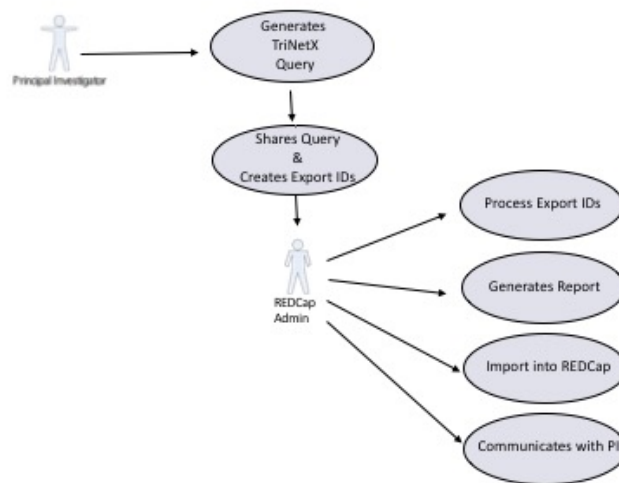 Generates
TriNetX
Query
Principal Investigator
Shares Query
&
Creates Export IDs
Process Export IDs
Generates Report
REDCap
Admin
Import into REDCap
Communicates with PI